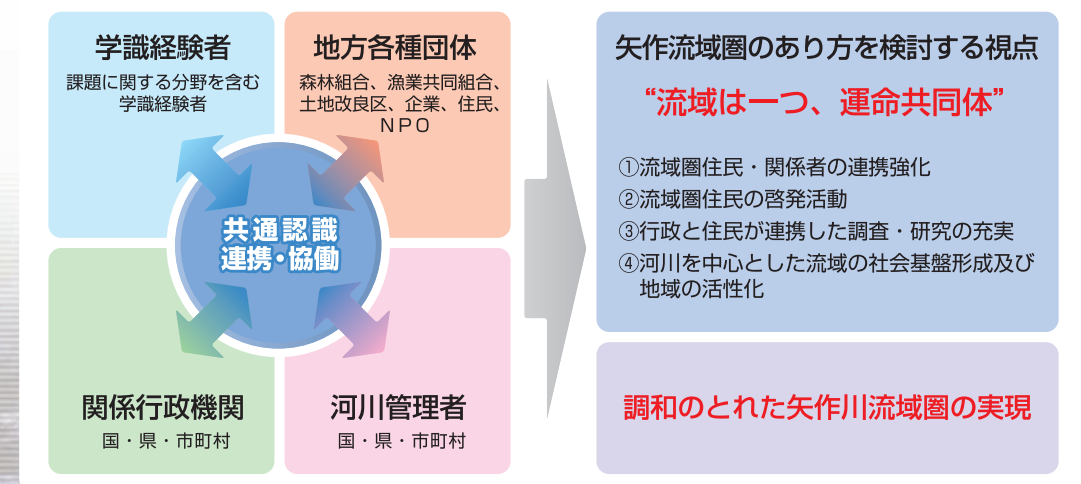 学識経験者
課題に関する分野を含む
学識経験者
地方各種団体
森林組合、漁業共同組合、
土地改良区、企業、住民、
NPO
共通認識
連携・協働
関係行政機関
国・県・市町村
河川管理者
国・県・市町村
矢作流域圏のあり方を検討する視点
“流域は一つ、運命共同体”
①流域圏住民・関係者の連携強化
②流域圏住民の啓発活動
③行政と住民が連携した調査・研究の充実
④河川を中心とした流域の社会基盤形成及び
地域の活性化
調和のとれた矢作川流域圏の実現